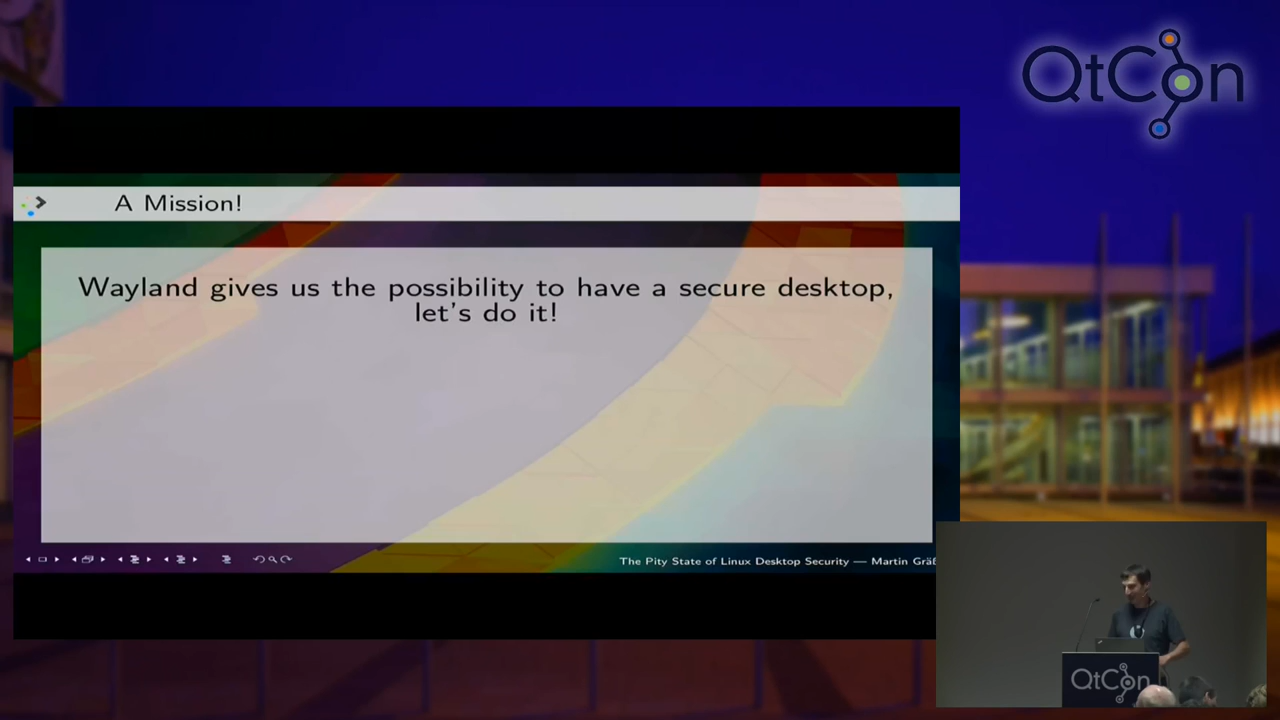 QtCon
A Mission!
Wayland gives us the possibility to have a secure desktop,
let's do it!
The Pity State of Linux Desktop Security — Martin Gräß
QtCon